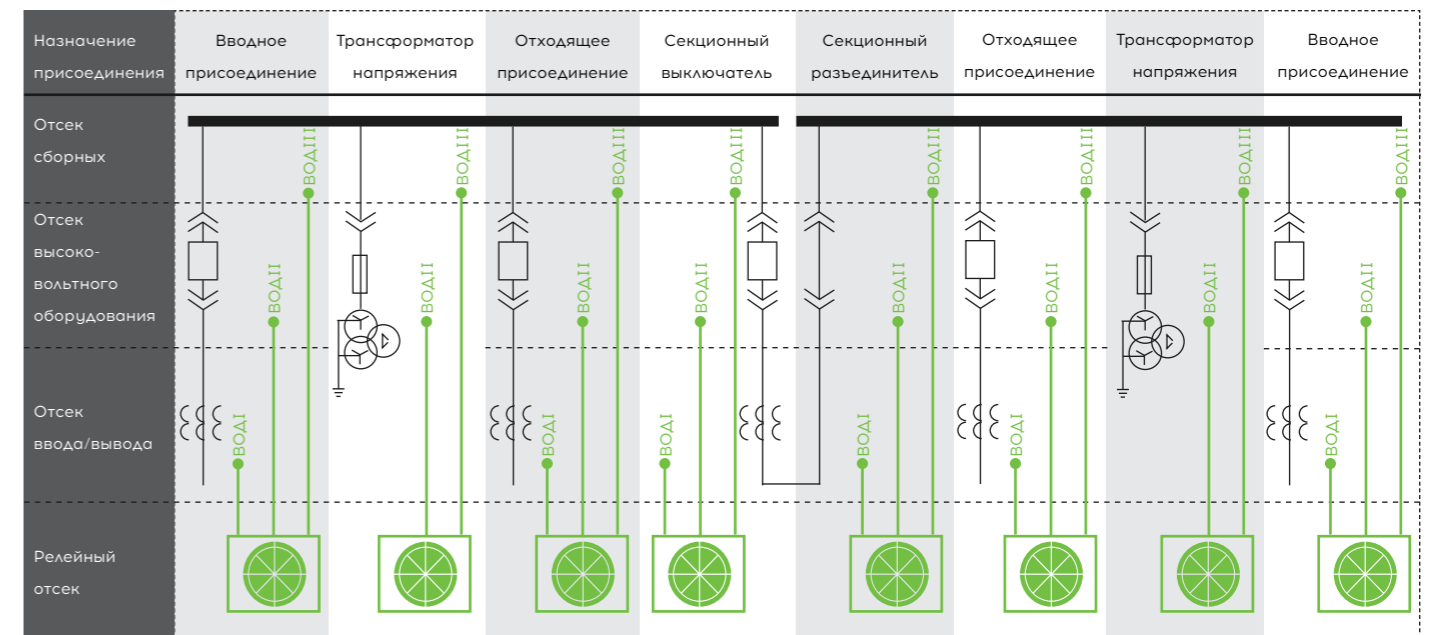 Назначение
присоединения
Вводное
присоединение
Трансформатор
напряжения
Отходящее
присоединение
Секционный
выключатель
Секционный
разъединитель
Отходящее
присоединение
Трансформатор
напряжения
Вводное
присоединение
Отсек
сборных
ВОДIII
ВОДIII
ВОДIII
ВОДIII
ВОДIII
ВОДIII
ВОДIII
ВОДIII
Отсек
высоко-
вольтного
оборудования
ВОДII
ВОДII
ВОДII
ВОДII
ВОДII
ВОДII
ВОДII
ВОДII
Отсек
ввода/вывода
ВОДI
ВОДI
ВОДI
ВОДI
ВОДI
ВОДI
Релейный
отсек